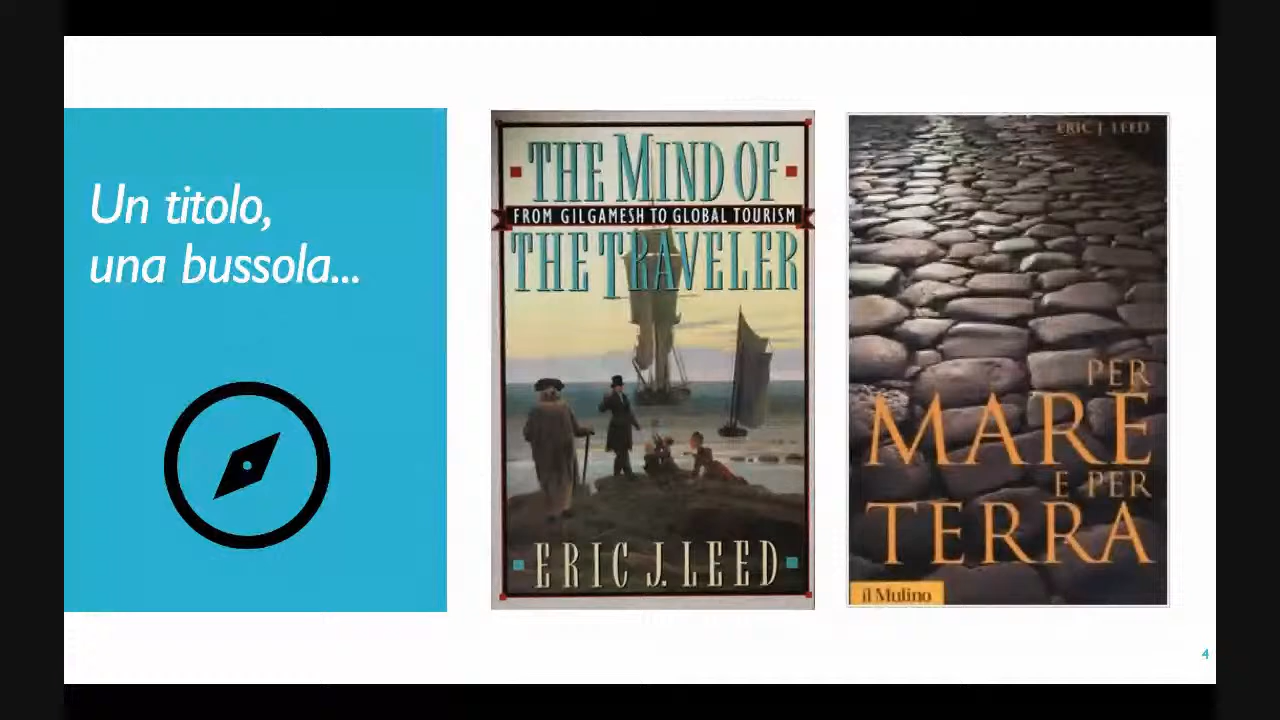 Un titolo,
una bussola...
THE MIND OF
FROM GILGAMESH TO GLOBAL TOURISM
THE TRAVELER
ERIC J. LEED
ERIC J. LEED
PER
MARE
E PER
TERRA
il Mulino
4